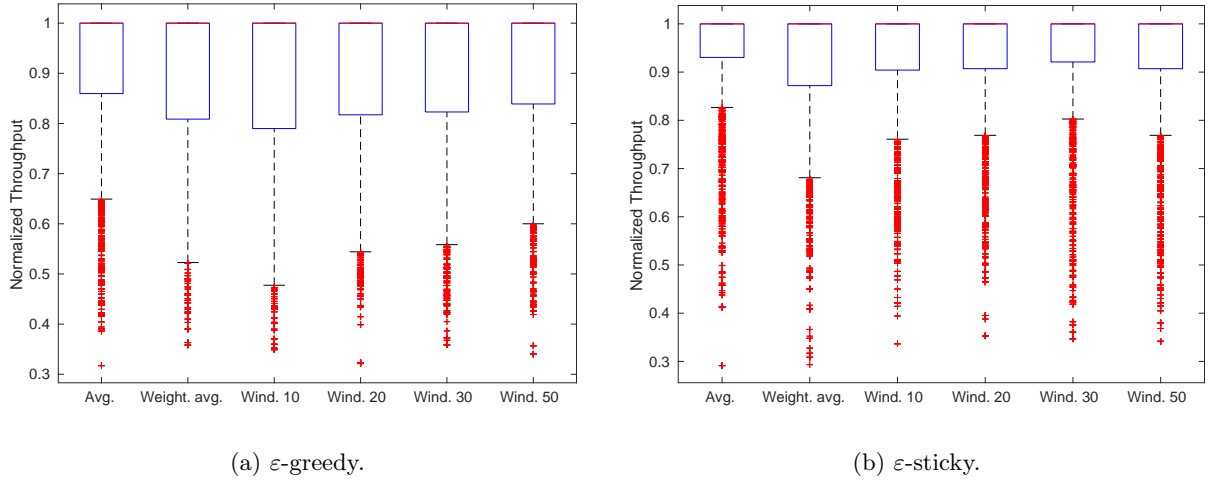 1
0.9
0.8
0.7
0.6
0.5
0.4
0.3
Normalized Throughput
Avg. Weight. avg. Wind. 10 Wind. 20 Wind. 30 Wind. 50
(a) ε-greedy.
1
0.9
0.8
0.7
0.6
0.5
0.4
0.3
Normalized Throughput
Avg. Weight. avg. Wind. 10 Wind. 20 Wind. 30 Wind. 50
(b) ε-sticky.